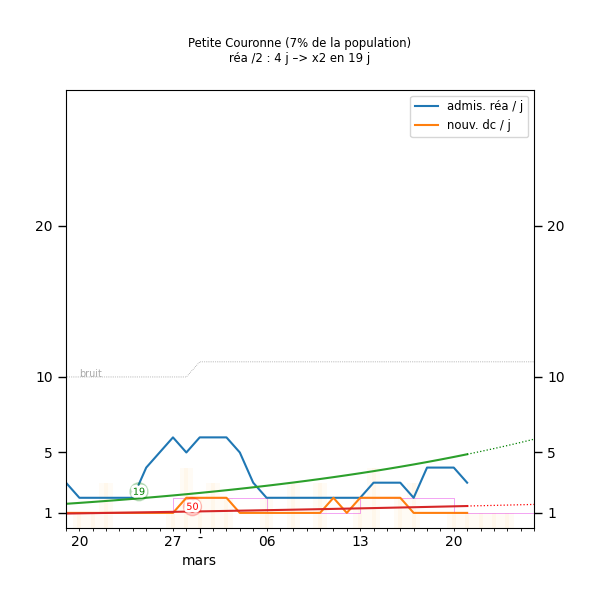 Petite Couronne (7% de la population)
réa /2 : 4 j –> x2 en 19 j
admis. réa / j
nouv. dc / j
20
20
bruit
10
10
5
5
19
50
1
1
20
27
-
06
13
20
mars